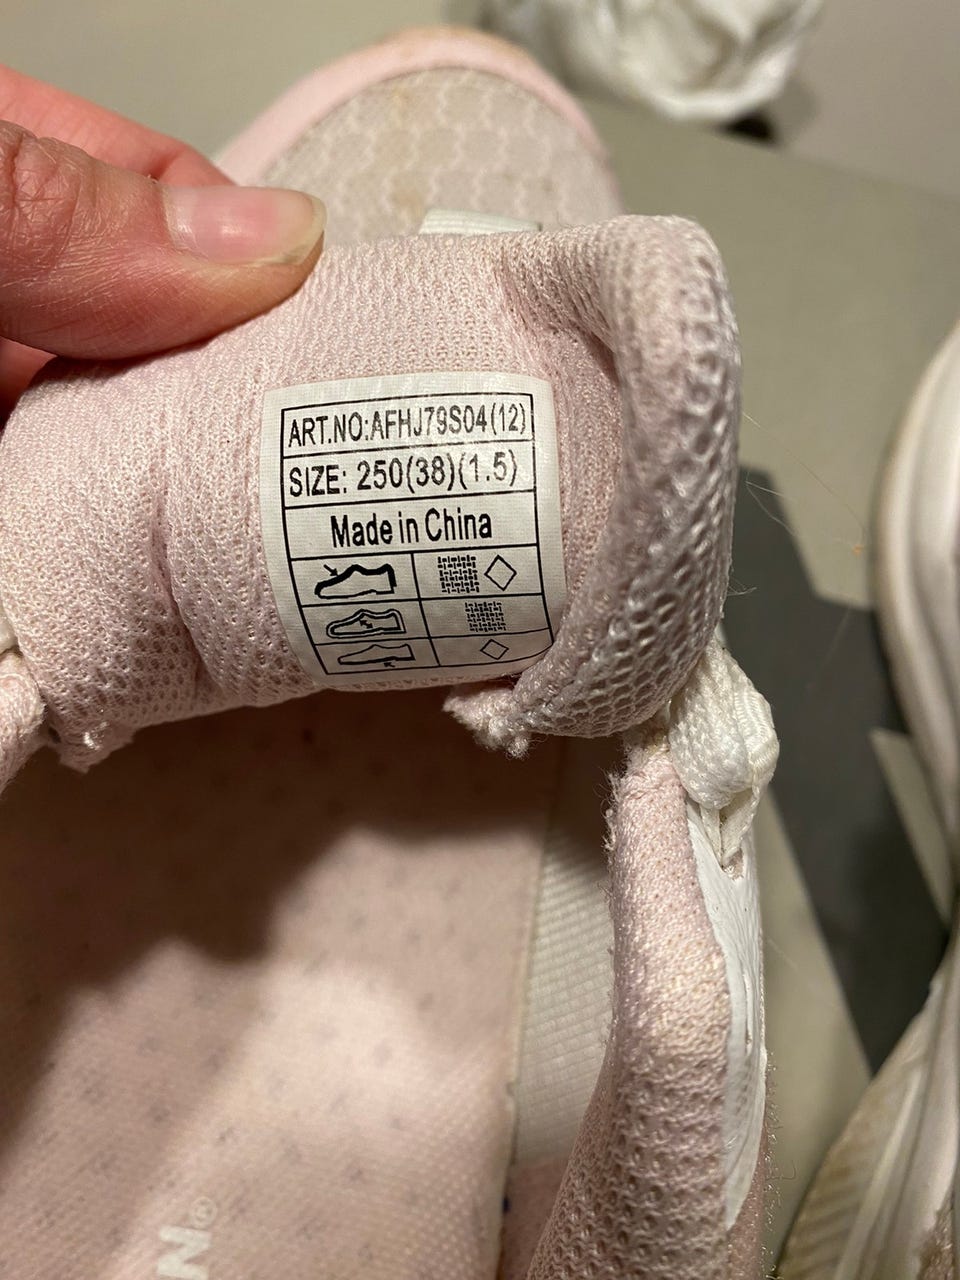 ART.NO:AFHJ79S04(12)
SIZE: 250(38)(1.5)
Made in China
N®